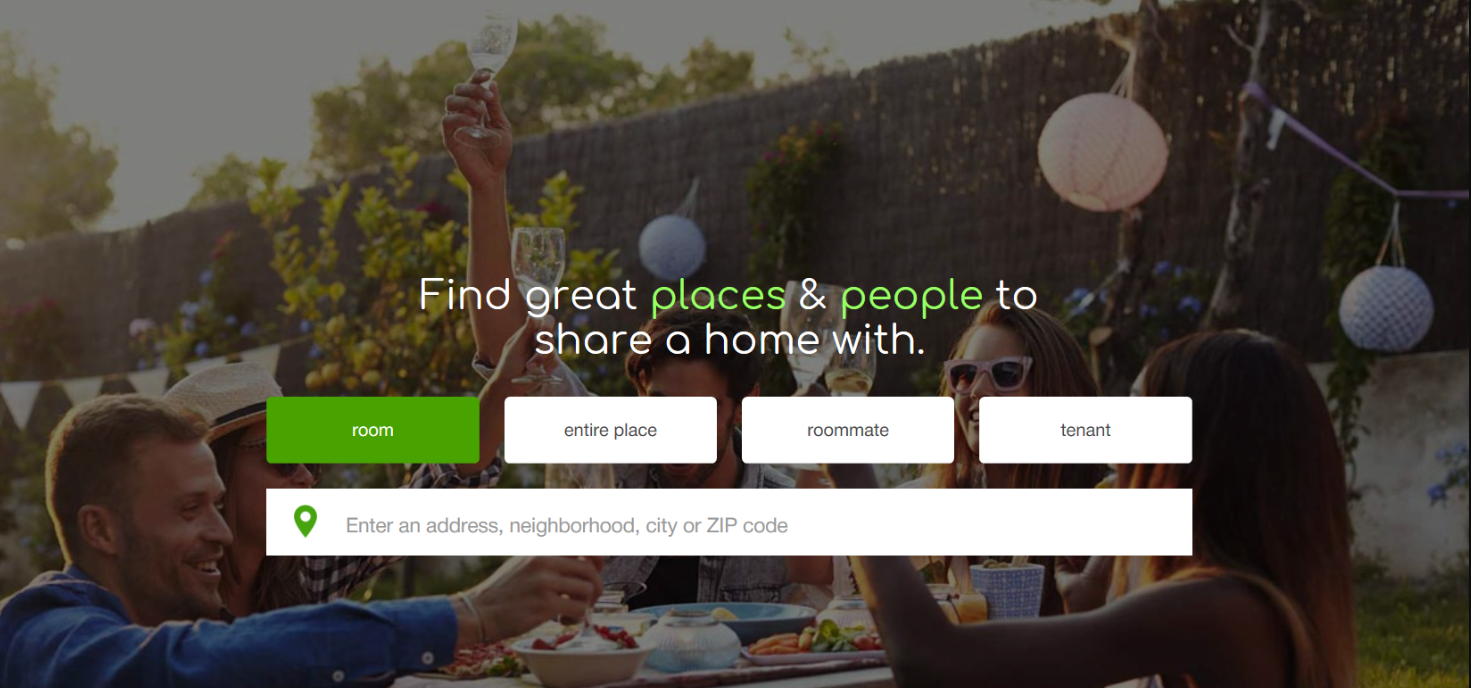 Find great places & people to
share a home with.
room
entire place
roommate
tenant
Enter an address, neighborhood, city or ZIP code